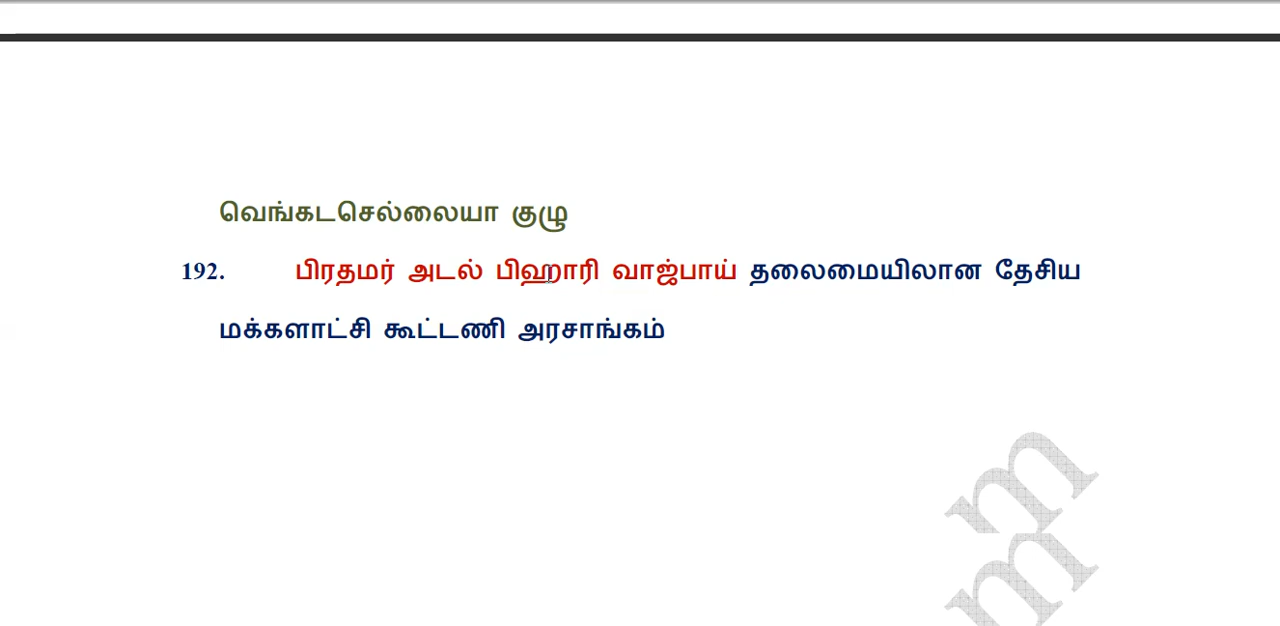 வெங்கடசெல்லையா குழு
192. பிரதமர் அடல் பிஹாரி வாஜ்பாய் தலைமையிலான தேசிய
மக்களாட்சி கூட்டணி அரசாங்கம்
m
m